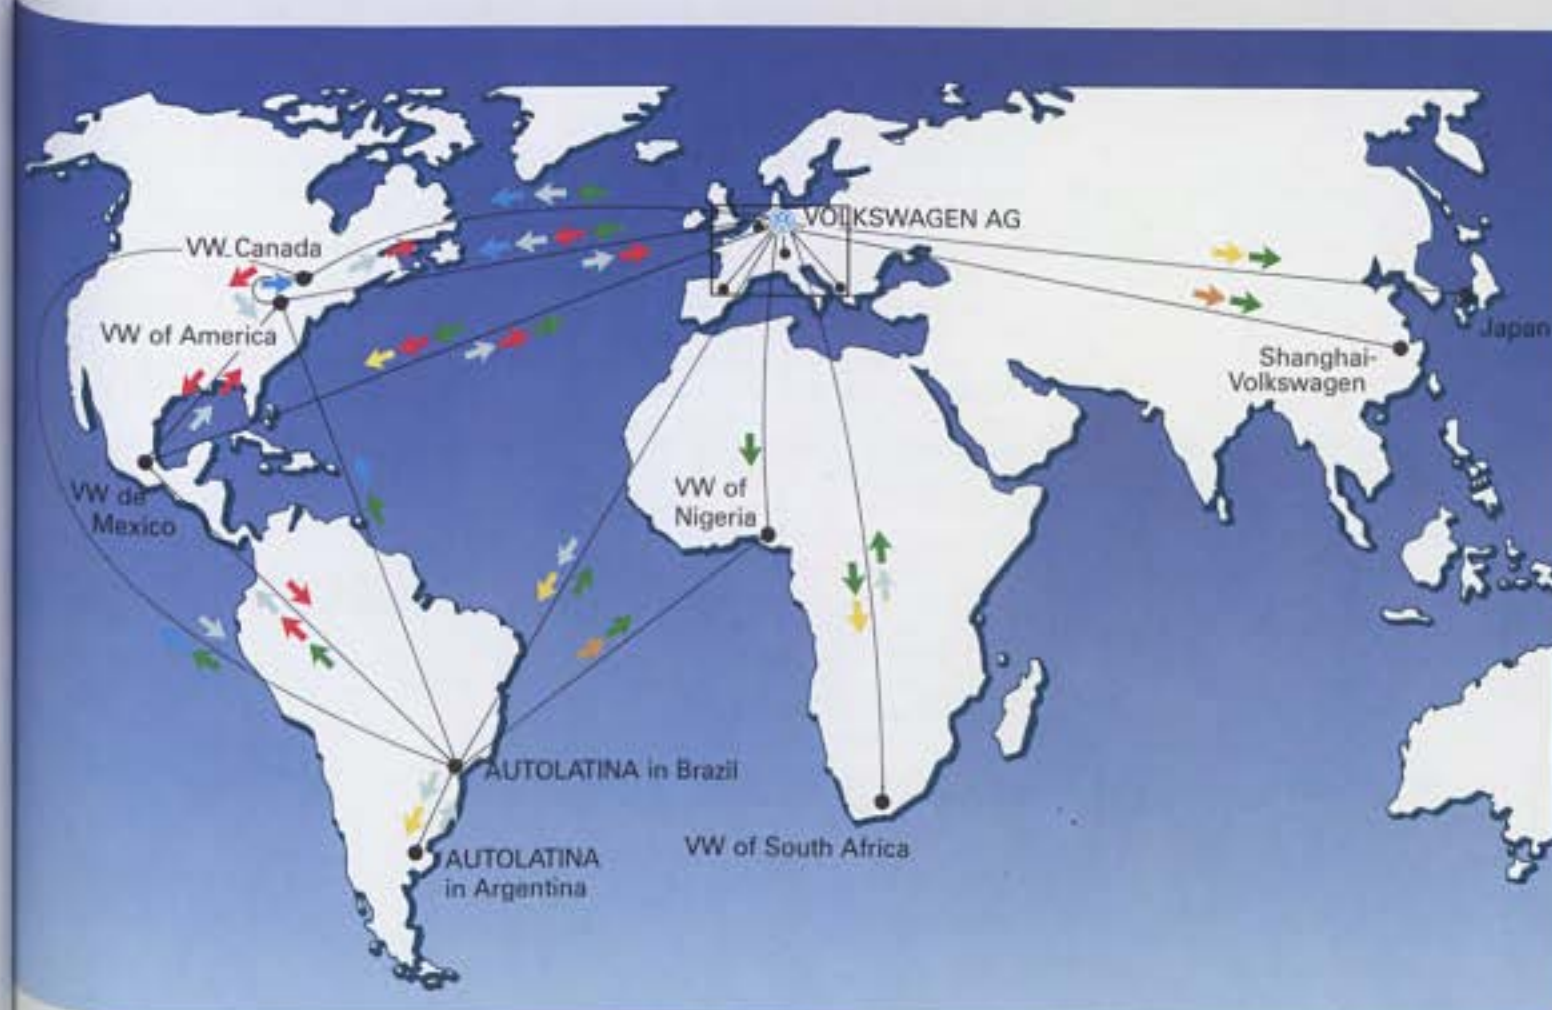 VOLKSWAGEN AG
VW Canada
VW of America
Japan
Shanghai-
Volkswagen
VW de
Mexico
VW of
Nigeria
AUTOLATINA in Brazil
VW of South Africa
AUTOLATINA
in Argentina